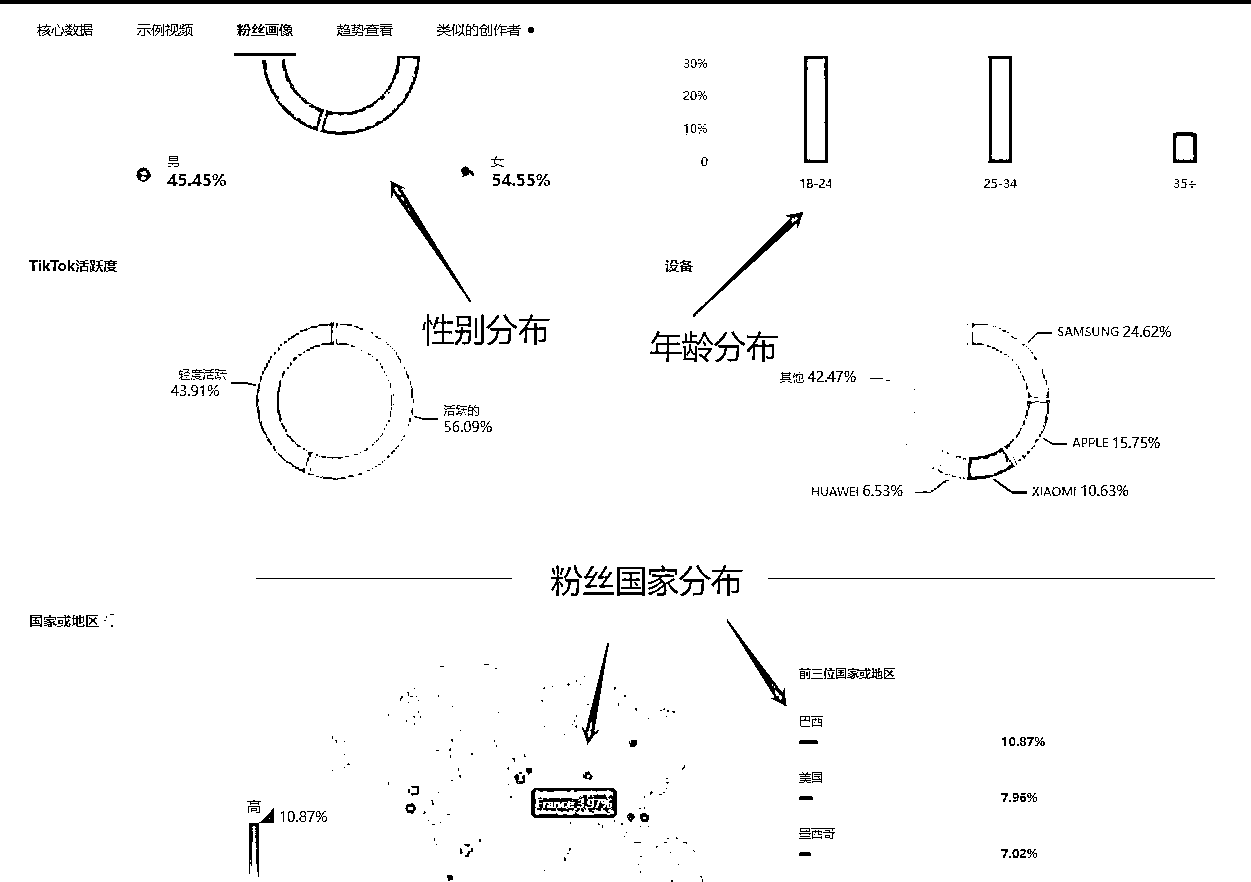 核心数据 示例视频 粉丝画像 趋势查看 类似的创作者
30%
20%
10%
0
18-24 25-34 35+
男
45.45%
女
54.55%
性别分布
年龄分布
TikTok活跃度
轻度活跃
43.91%
活跃的
56.09%
设备
SAMSUNG 24.62%
其他 42.47%
APPLE 15.75%
HUAWEI 6.53%
XIAOMI 10.63%
粉丝国家分布
国家或地区
高 10.87%
France 3.97%
前三位国家或地区
巴西
10.87%
美国
7.96%
墨西哥
7.02%